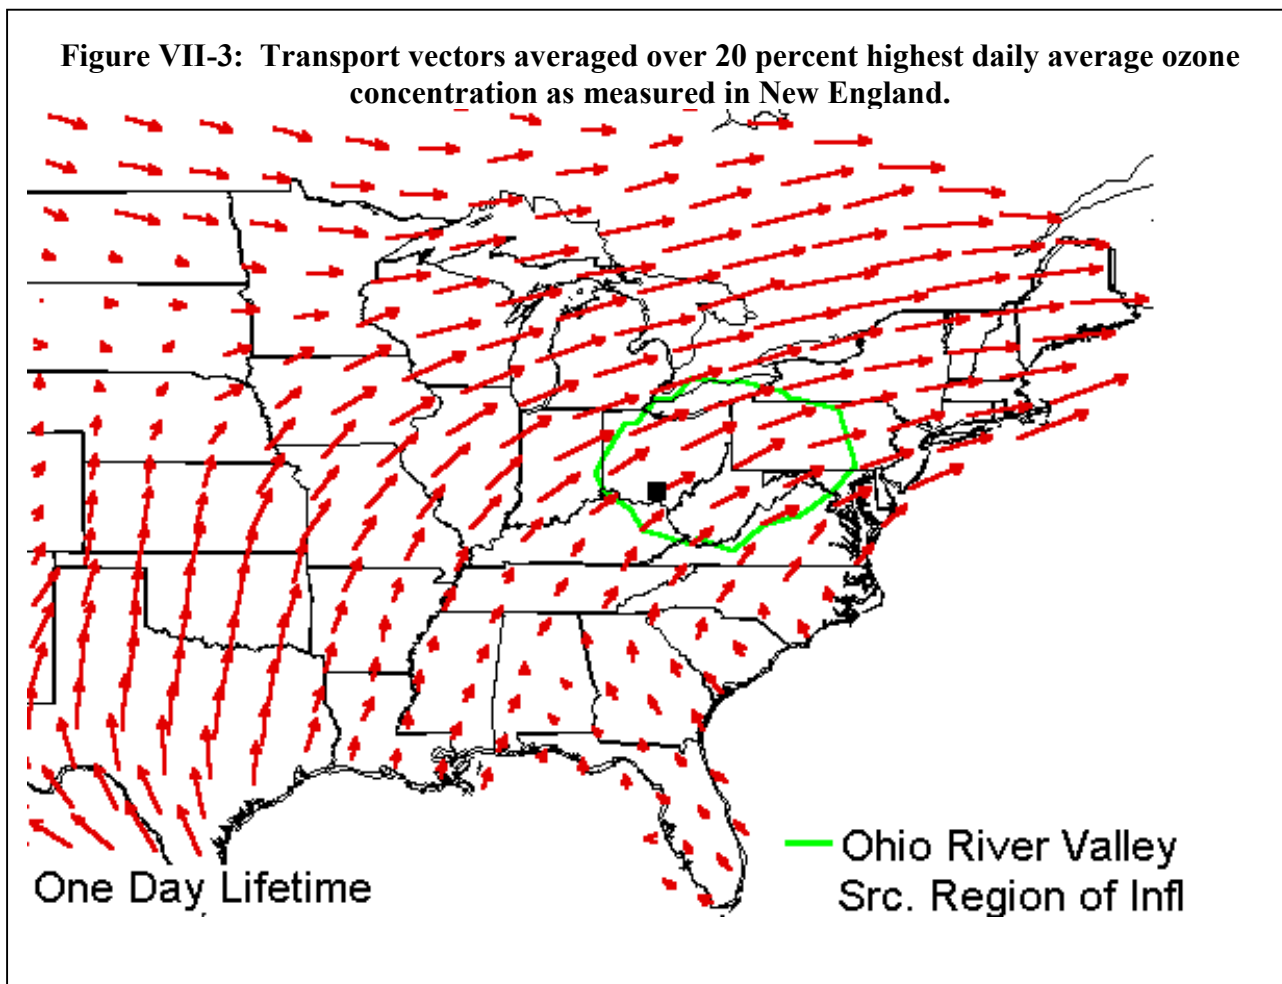 Figure VII-3:  Transport vectors averaged over 20 percent highest daily average ozone
concentration as measured in New England.
One Day Lifetime
Ohio River Valley
Src. Region of Infl